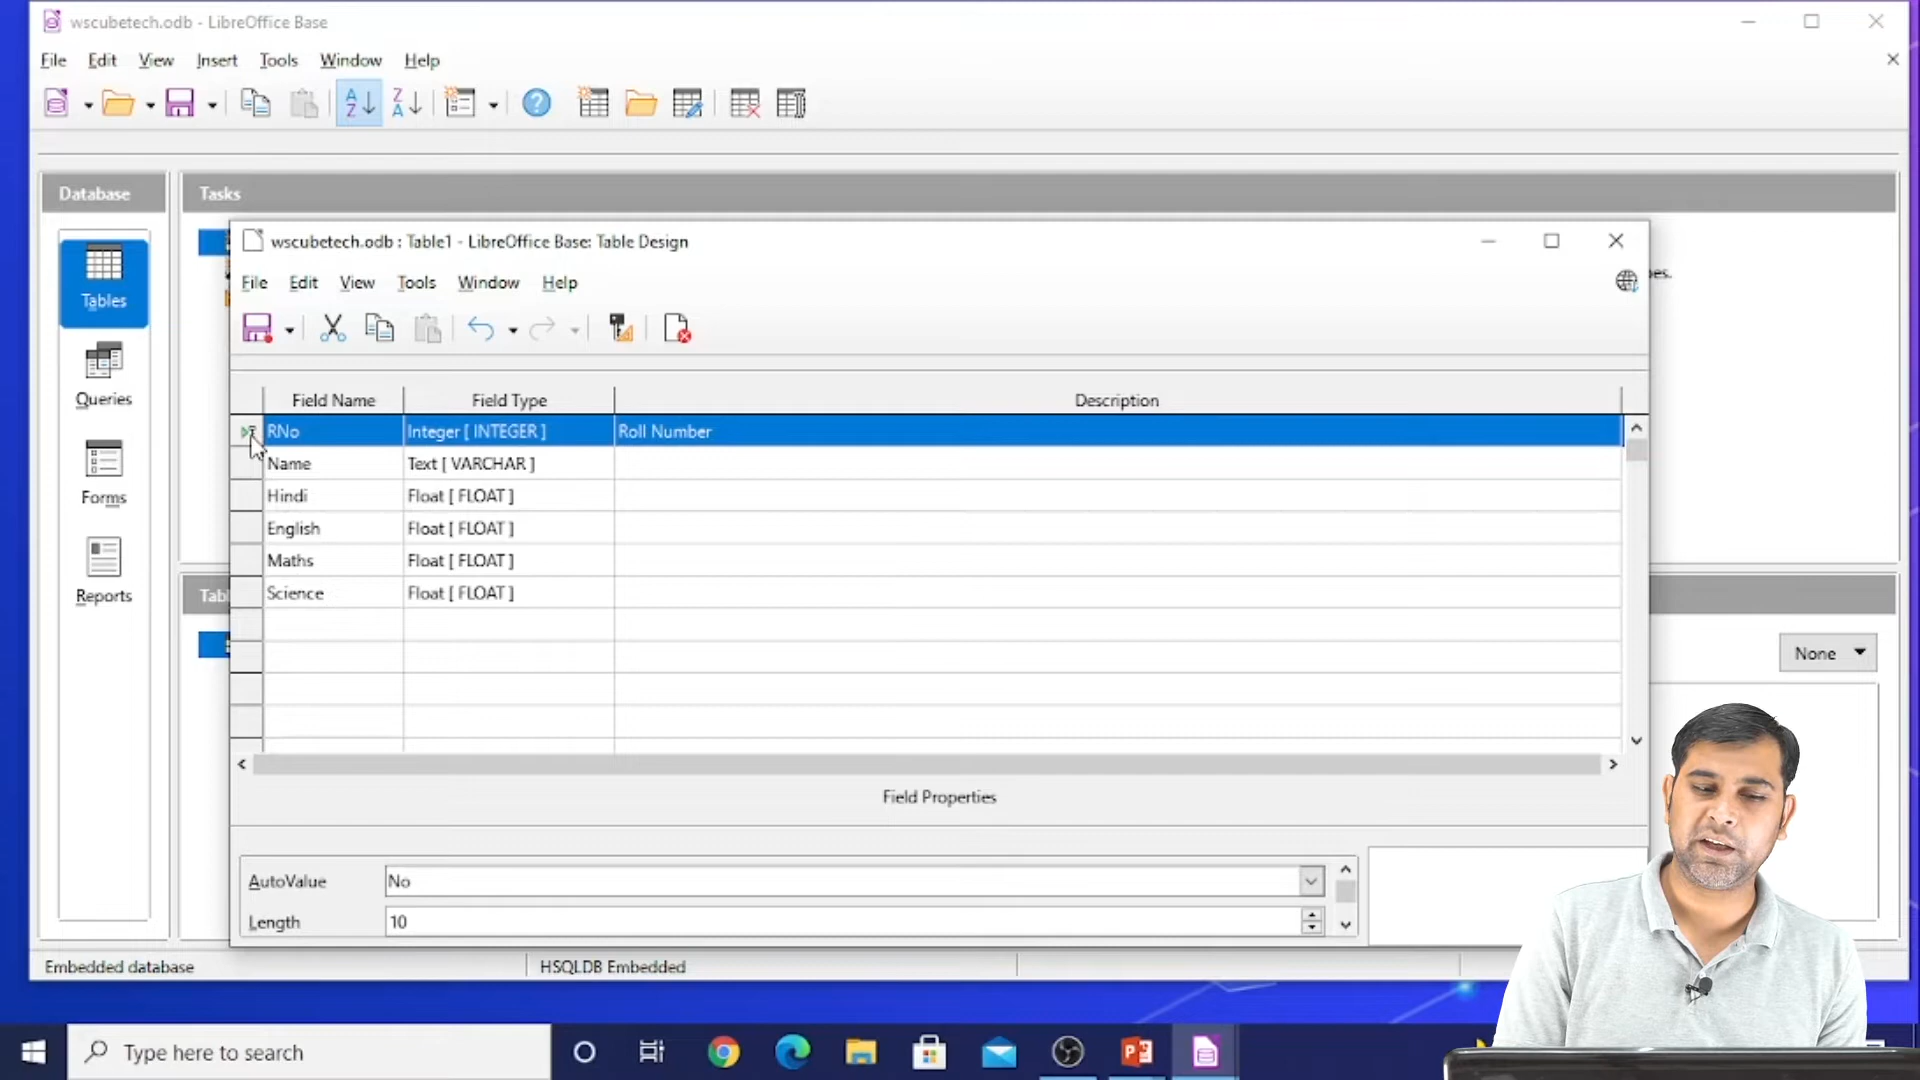 wscubetech.odb - LibreOffice Base
File Edit View Insert Tools Window Help
Database
Tasks
Tables
Queries
Forms
Reports
wscubetech.odb : Table1 - LibreOffice Base: Table Design
File Edit View Tools Window Help
Field Name Field Type Description
RNo Integer [ INTEGER ] Roll Number
Name Text [ VARCHAR ]
Hindi Float [ FLOAT ]
English Float [ FLOAT ]
Maths Float [ FLOAT ]
Science Float [ FLOAT ]
None
Field Properties
AutoValue No
Length 10
Embedded database HSQLDB Embedded
Type here to search